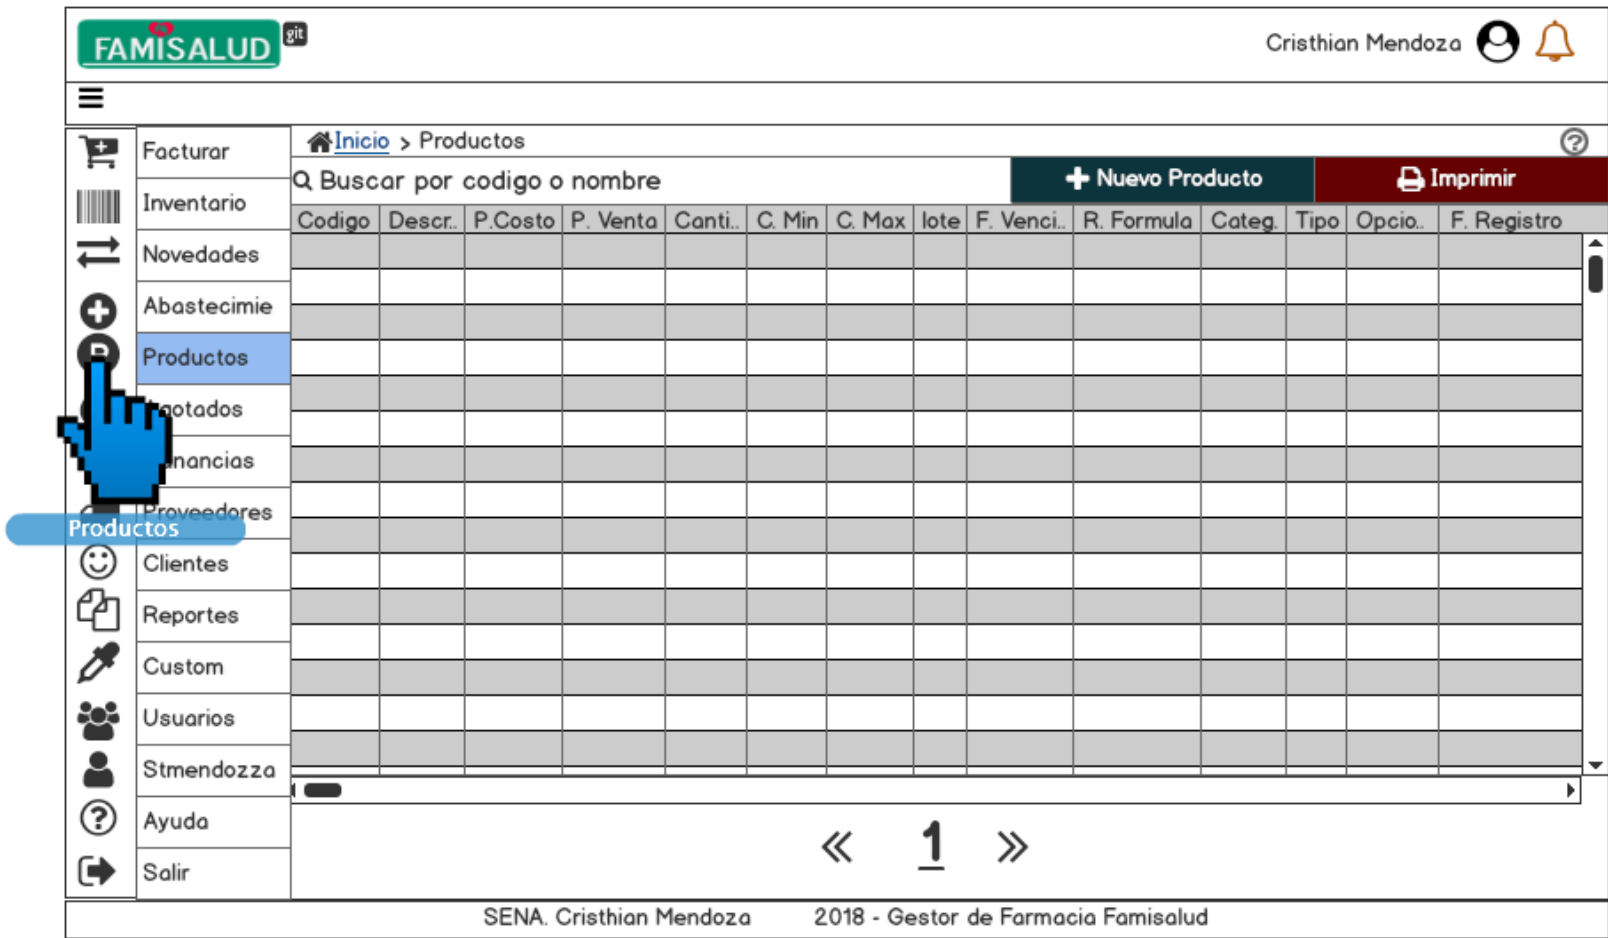 FAMISALUD git
Cristhian Mendoza
Inicio > Productos
Buscar por codigo o nombre
Nuevo Producto
Imprimir
Codigo Descr.. P.Costo P. Venta Canti.. C. Min C. Max lote F. Venci.. R. Formula Categ. Tipo Opcio.. F. Registro
Facturar
Inventario
Novedades
Abastecimie
Productos
Proveedores
Productos
Clientes
Reportes
Custom
Usuarios
Stmendozza
Ayuda
Salir
1
SENA. Cristhian Mendoza 2018 - Gestor de Farmacia Famisalud